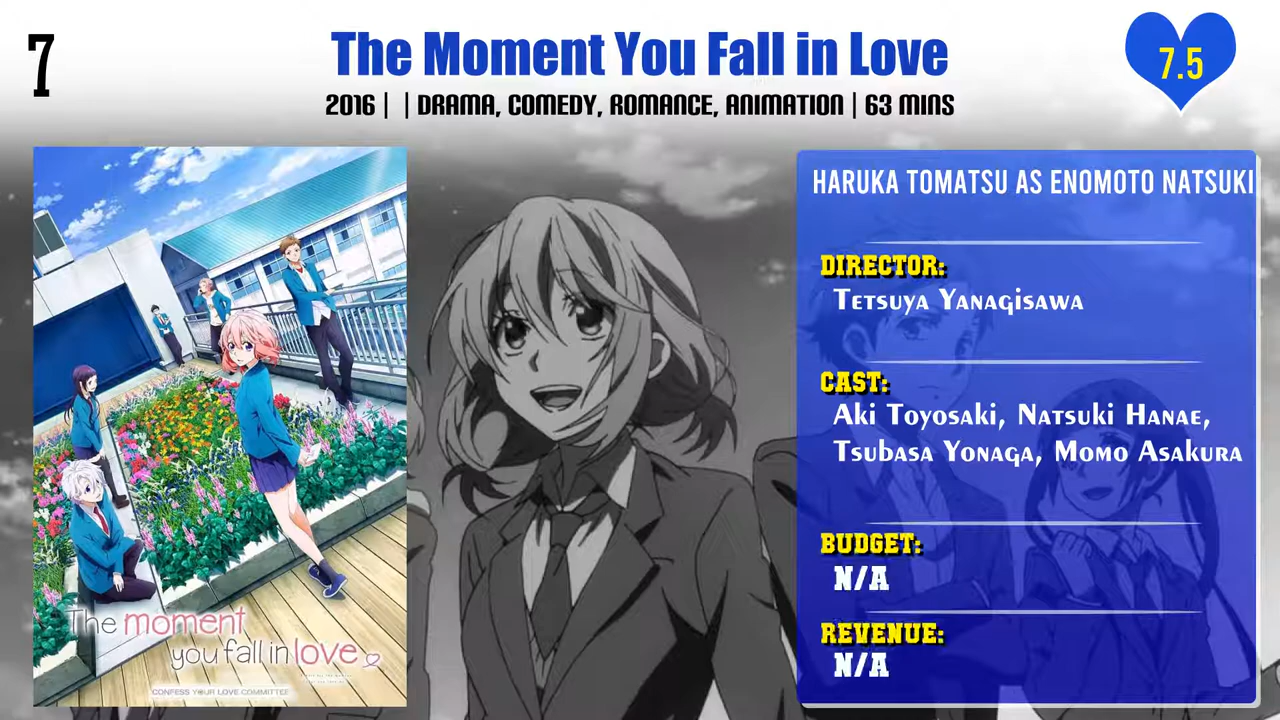 7
The Moment You Fall in Love
7.5
2016 | | DRAMA, COMEDY, ROMANCE, ANIMATION | 63 MINS
HARUKA TOMATSU AS ENOMOTO NATSUKI
DIRECTOR:
Tetsuya Yanagisawa
CAST:
Aki Toyosaki, Natsuki Hanae,
Tsubasa Yonaga, Momo Asakura
BUDGET:
N/A
REVENUE:
N/A
The moment
you fall in love
CONFESS YOUR LOVE COMMITTEE